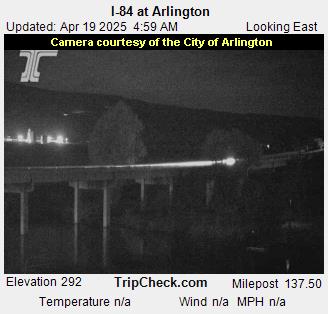 I-84 at Arlington
Updated: Apr 19 2025 4:59 AM Looking East
Camera courtesy of the City of Arlington
Elevation 292 TripCheck.com Milepost 137.50
Temperature n/a Wind n/a MPH n/a